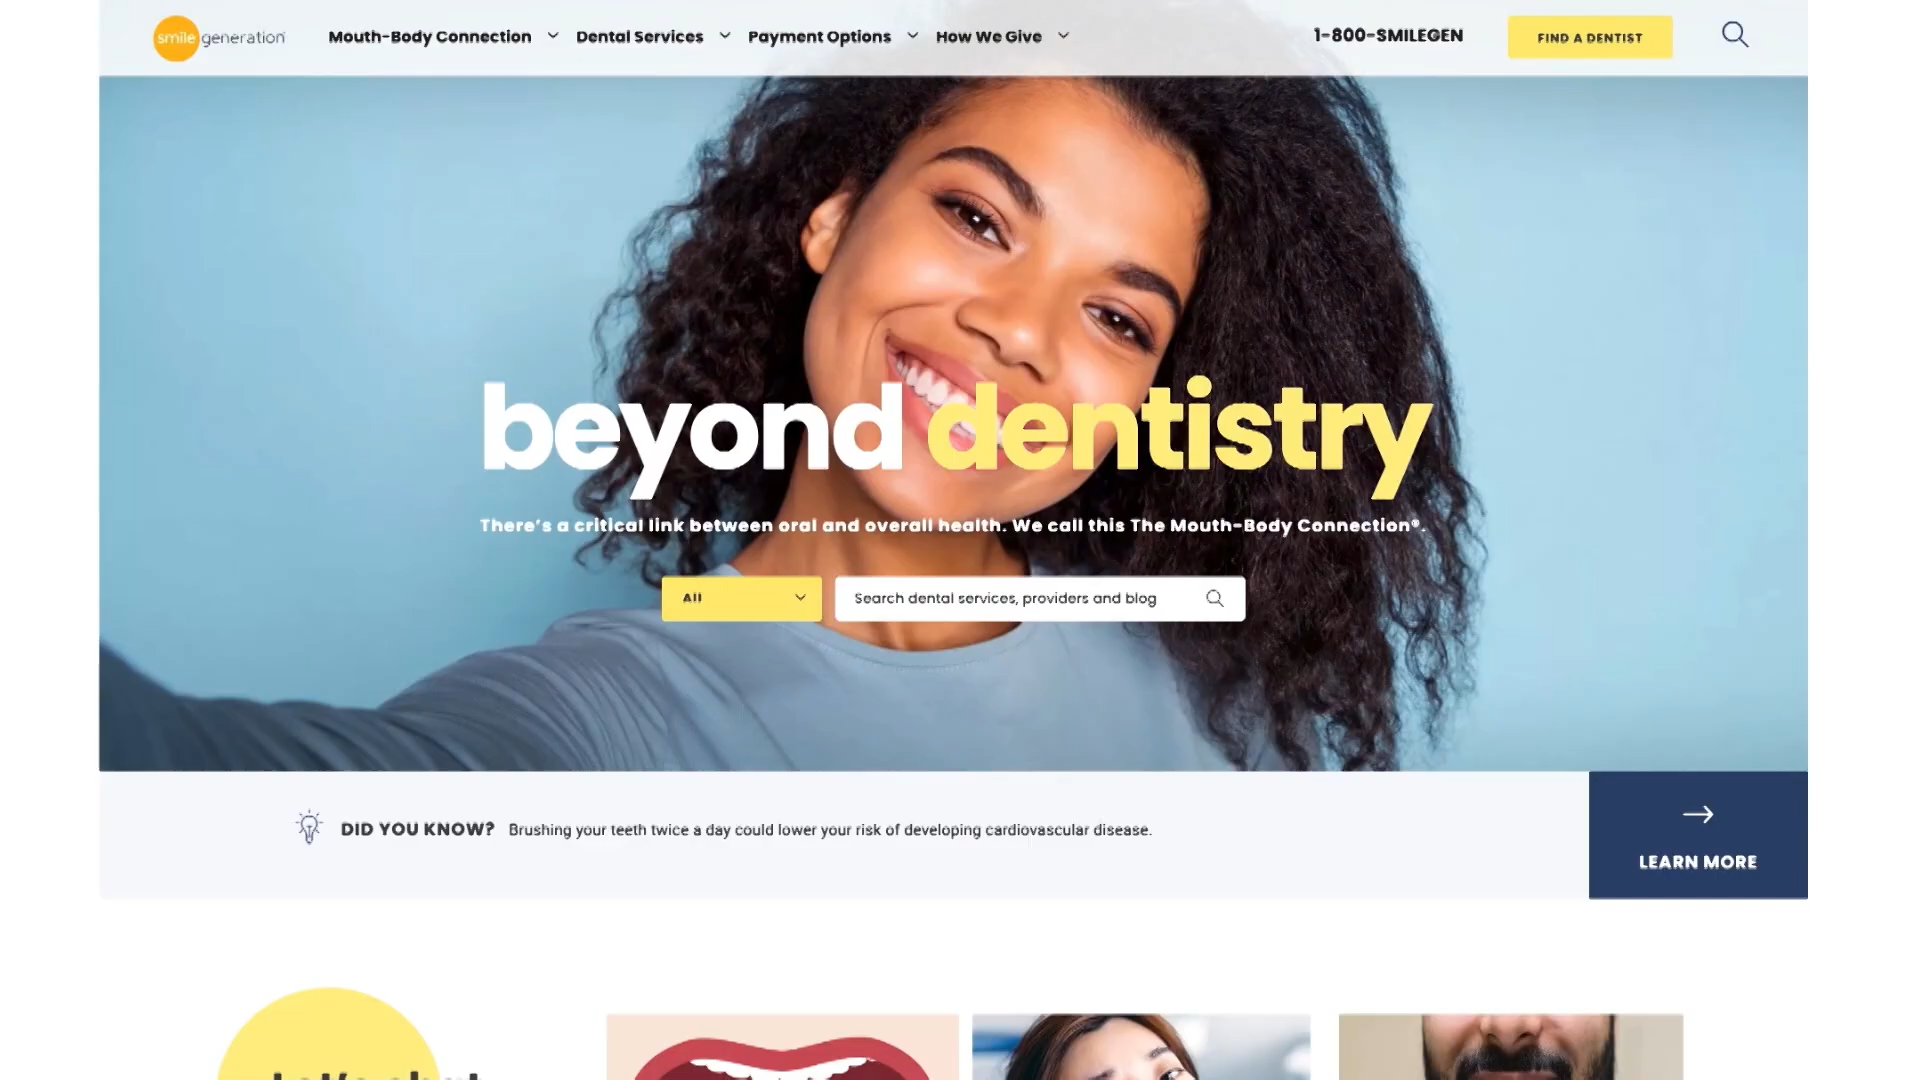 smile generation
Mouth-Body Connection Dental Services Payment Options How We Give 1-800-SMILEGEN FIND A DENTIST
beyond dentistry
There's a critical link between oral and overall health. We call this The Mouth-Body Connection®.
All Search dental services, providers and blog
DID YOU KNOW? Brushing your teeth twice a day could lower your risk of developing cardiovascular disease.
LEARN MORE